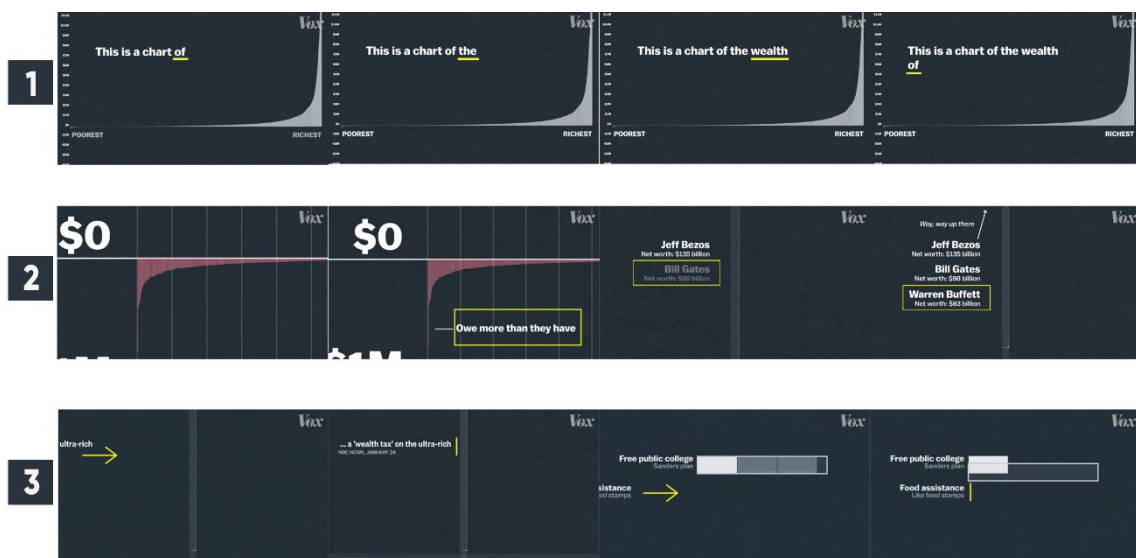 1
Vox
This is a chart of
POOREST
RICHEST
Vox
This is a chart of the
POOREST
RICHEST
Vox
This is a chart of the wealth
POOREST
RICHEST
Vox
This is a chart of the wealth
of
POOREST
RICHEST
2
Vox
$0
Vox
$0
Owe more than they have
$1M
Vox
Jeff Bezos
Net worth: $135 billion
Bill Gates
Net worth: $98 billion
Vox
Way, way up there
Jeff Bezos
Net worth: $135 billion
Bill Gates
Net worth: $98 billion
Warren Buffett
Net worth: $83 billion
3
Vox
ultra-rich
Vox
... a 'wealth tax' on the ultra-rich
NBC NEWS, JANUARY 24
Vox
Free public college
Sanders plan
sistance
od stamps
Vox
Free public college
Sanders plan
Food assistance
Like food stamps